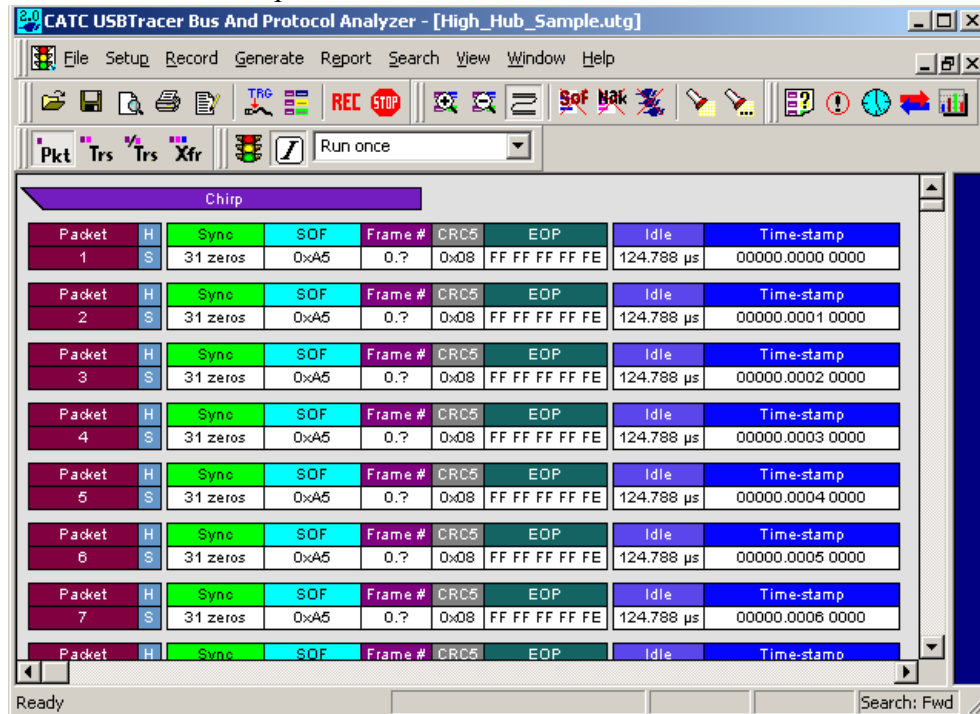 2.0 CATC USBTracer Bus And Protocol Analyzer - [High_Hub_Sample.utg]
File Setup Record Generate Report Search View Window Help
TRG REC STOP SOF Nak
Pkt Trs Trs Xfr Run once
Chirp
Packet H Sync SOF Frame # CRC5 EOP Idle Time-stamp
1 S 31 zeros 0xA5 0.? 0x08 FF FF FF FF FE 124.788 µs 00000.0000 0000
Packet H Sync SOF Frame # CRC5 EOP Idle Time-stamp
2 S 31 zeros 0xA5 0.? 0x08 FF FF FF FF FE 124.788 µs 00000.0001 0000
Packet H Sync SOF Frame # CRC5 EOP Idle Time-stamp
3 S 31 zeros 0xA5 0.? 0x08 FF FF FF FF FE 124.788 µs 00000.0002 0000
Packet H Sync SOF Frame # CRC5 EOP Idle Time-stamp
4 S 31 zeros 0xA5 0.? 0x08 FF FF FF FF FE 124.788 µs 00000.0003 0000
Packet H Sync SOF Frame # CRC5 EOP Idle Time-stamp
5 S 31 zeros 0xA5 0.? 0x08 FF FF FF FF FE 124.788 µs 00000.0004 0000
Packet H Sync SOF Frame # CRC5 EOP Idle Time-stamp
6 S 31 zeros 0xA5 0.? 0x08 FF FF FF FF FE 124.788 µs 00000.0005 0000
Packet H Sync SOF Frame # CRC5 EOP Idle Time-stamp
7 S 31 zeros 0xA5 0.? 0x08 FF FF FF FF FE 124.788 µs 00000.0006 0000
Packet H Sync SOF Frame # CRC5 EOP Idle Time-stamp
Ready Search: Fwd